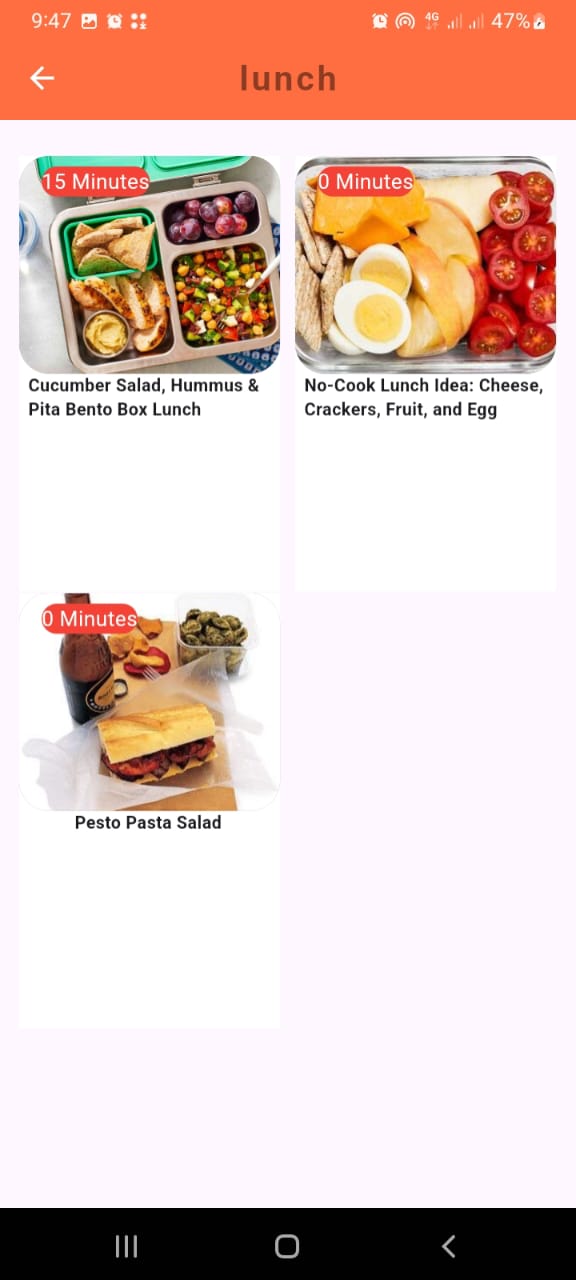 9:47
4G
47%
lunch
15 Minutes
0 Minutes
Cucumber Salad, Hummus &
Pita Bento Box Lunch
No-Cook Lunch Idea: Cheese,
Crackers, Fruit, and Egg
0 Minutes
Pesto Pasta Salad